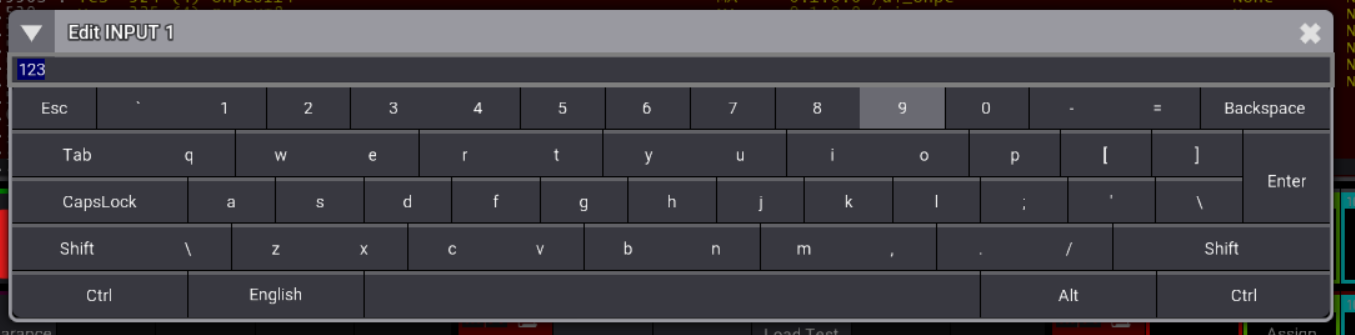 Edit INPUT 1
123
Esc ` 1 2 3 4 5 6 7 8 9 0 - = Backspace
Tab q w e r t y u i o p [ ]
Enter
CapsLock a s d f g h j k l ; ' \
Shift \ z x c v b n m , . / Shift
Ctrl English Alt Ctrl
Load Test
Assign